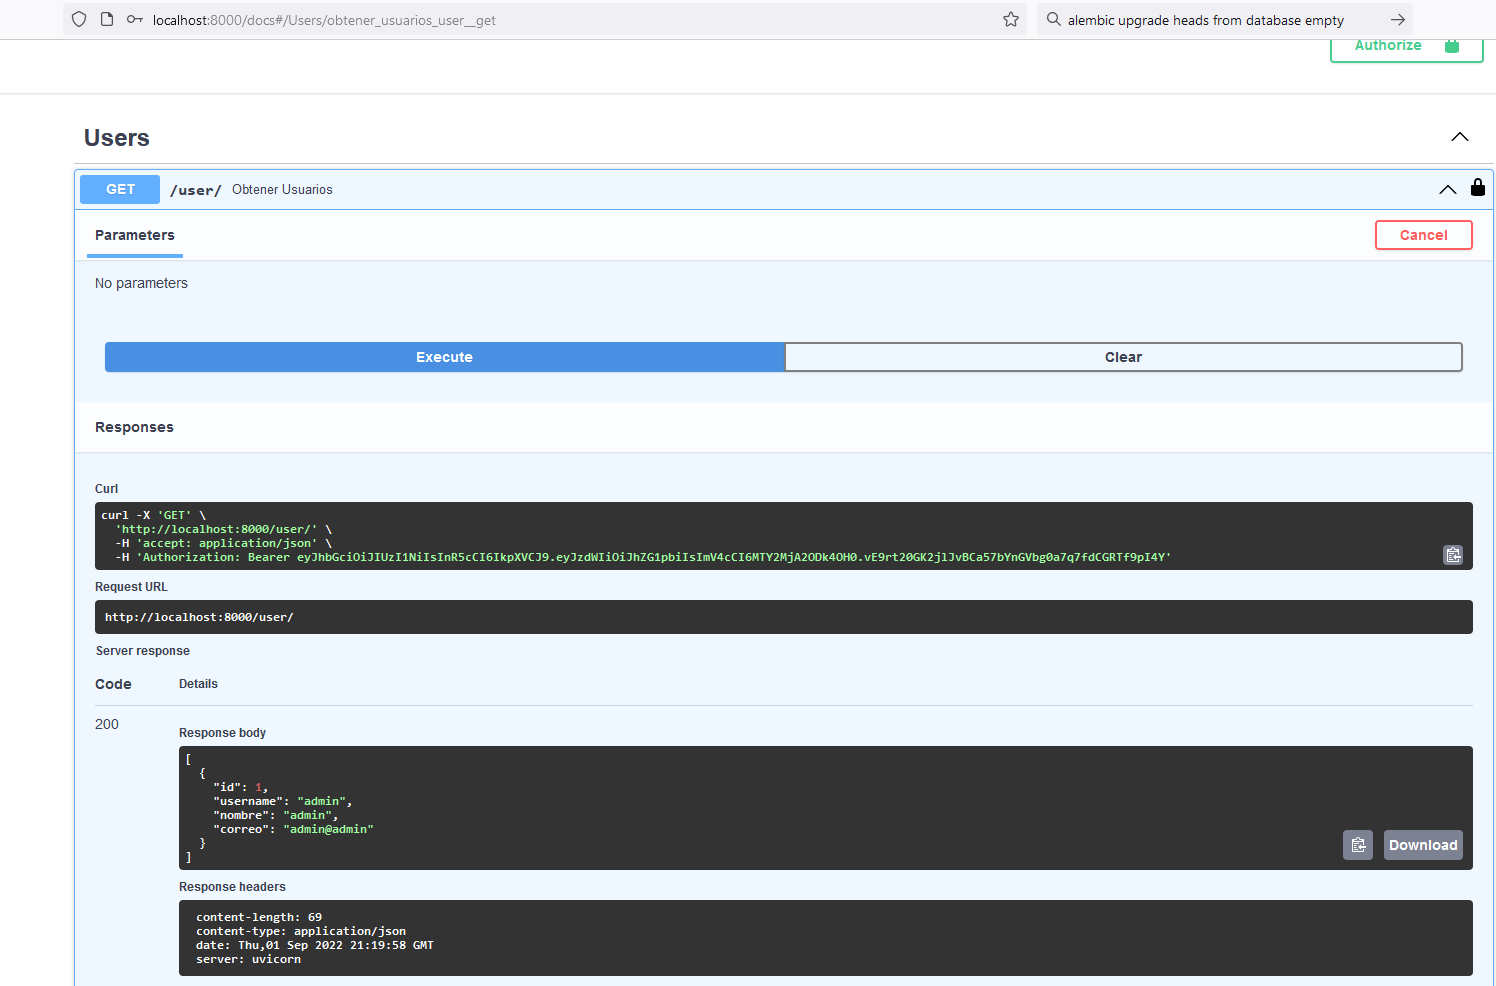 localhost:8000/docs#/Users/obtener_usuarios_user__get
alembic upgrade heads from database empty
Authorize
Users
GET /user/ Obtener Usuarios
Parameters
Cancel
No parameters
Execute
Clear
Responses
Curl
curl -X 'GET' \
'http://localhost:8000/user/' \
-H 'accept: application/json' \
-H 'Authorization: Bearer eyJhbGciOiJIUzI1NiIsInR5cCI6IkpXVCJ9.eyJzdWIiOiJhZG1pbiIsImV4cCI6MTY2MjA2ODk4OH0.vE9rt20GK2jlJvBCa57bYnGVbg0a7q7fdCGRTf9pI4Y'
Request URL
http://localhost:8000/user/
Server response
Code Details
200
Response body
[
{
"id": 1,
"username": "admin",
"nombre": "admin",
"correo": "admin@admin"
}
]
Download
Response headers
content-length: 69
content-type: application/json
date: Thu,01 Sep 2022 21:19:58 GMT
server: uvicorn